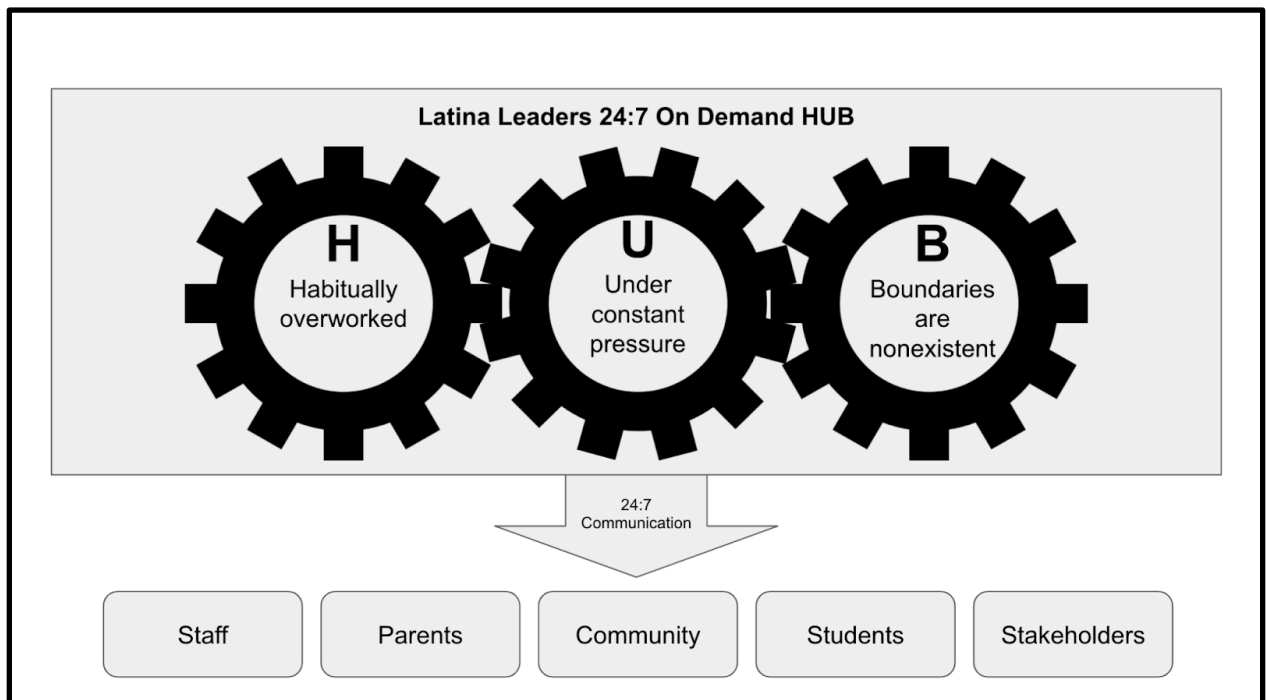 Latina Leaders 24:7 On Demand HUB
H
Habitually
overworked
U
Under
constant
pressure
B
Boundaries
are
nonexistent
24:7
Communication
Staff
Parents
Community
Students
Stakeholders